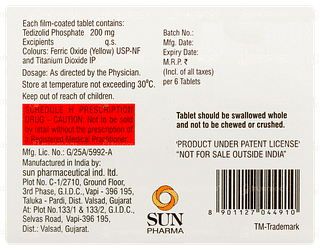 Each film-coated tablet contains:
Tedizolid Phosphate 200 mg
Excipients q.s.
Colours: Ferric Oxide (Yellow) USP-NF
and Titanium Dioxide IP
Dosage: As directed by the Physician.
Store at temperature not exceeding 30°C.
Keep out of reach of children.
SCHEDULE H PRESCRIPTION
DRUG - CAUTION: Not to be sold
by retail without the prescription of
a Registered Medical Practitioner.
Mfg. Lic. No.: G/25A/5992-A
Manufactured in India by:
sun pharmaceutical ind. ltd.
Plot No. C-1/2710, Ground Floor,
3rd Phase, G.I.D.C., Vapi - 396 195,
Taluka - Pardi, Dist. Valsad, Gujarat.
At: Plot No.133/1 & 133/2, G.I.D.C.,
Selvas Road, Vapi-396 195,
Dist: Valsad, Gujarat.
Batch No.:
Mfg. Date:
Expiry Date:
M.R.P. ₹
(Incl. of all taxes)
per 6 Tablets
Tablet should be swallowed whole
and not to be chewed or crushed.
'PRODUCT UNDER PATENT LICENSE'
"NOT FOR SALE OUTSIDE INDIA"
SUN
PHARMA
8 901127 044910
TM-Trademark